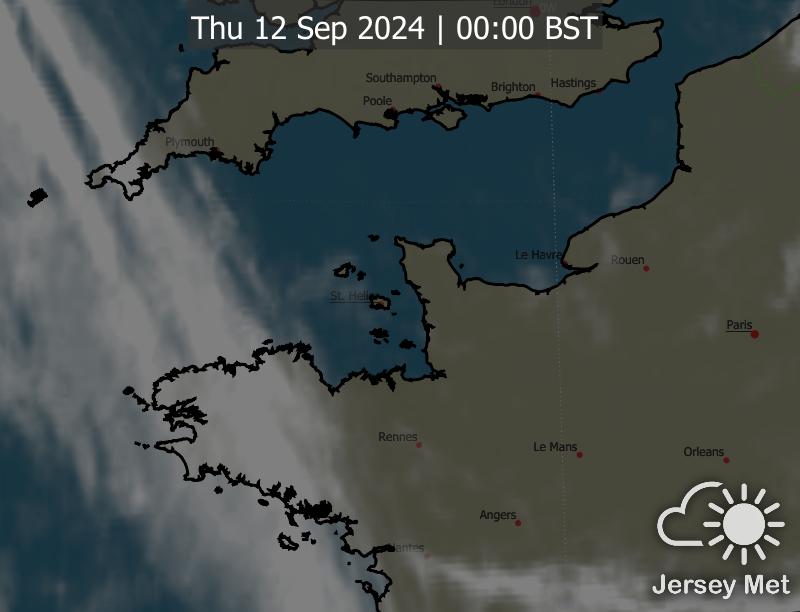 London
Thu 12 Sep 2024 | 00:00 BST
Southampton
Brighton
Hastings
Poole
Plymouth
Le Havre
Rouen
St. Helier
Paris
Rennes
Le Mans
Orleans
Angers
Nantes
Jersey Met